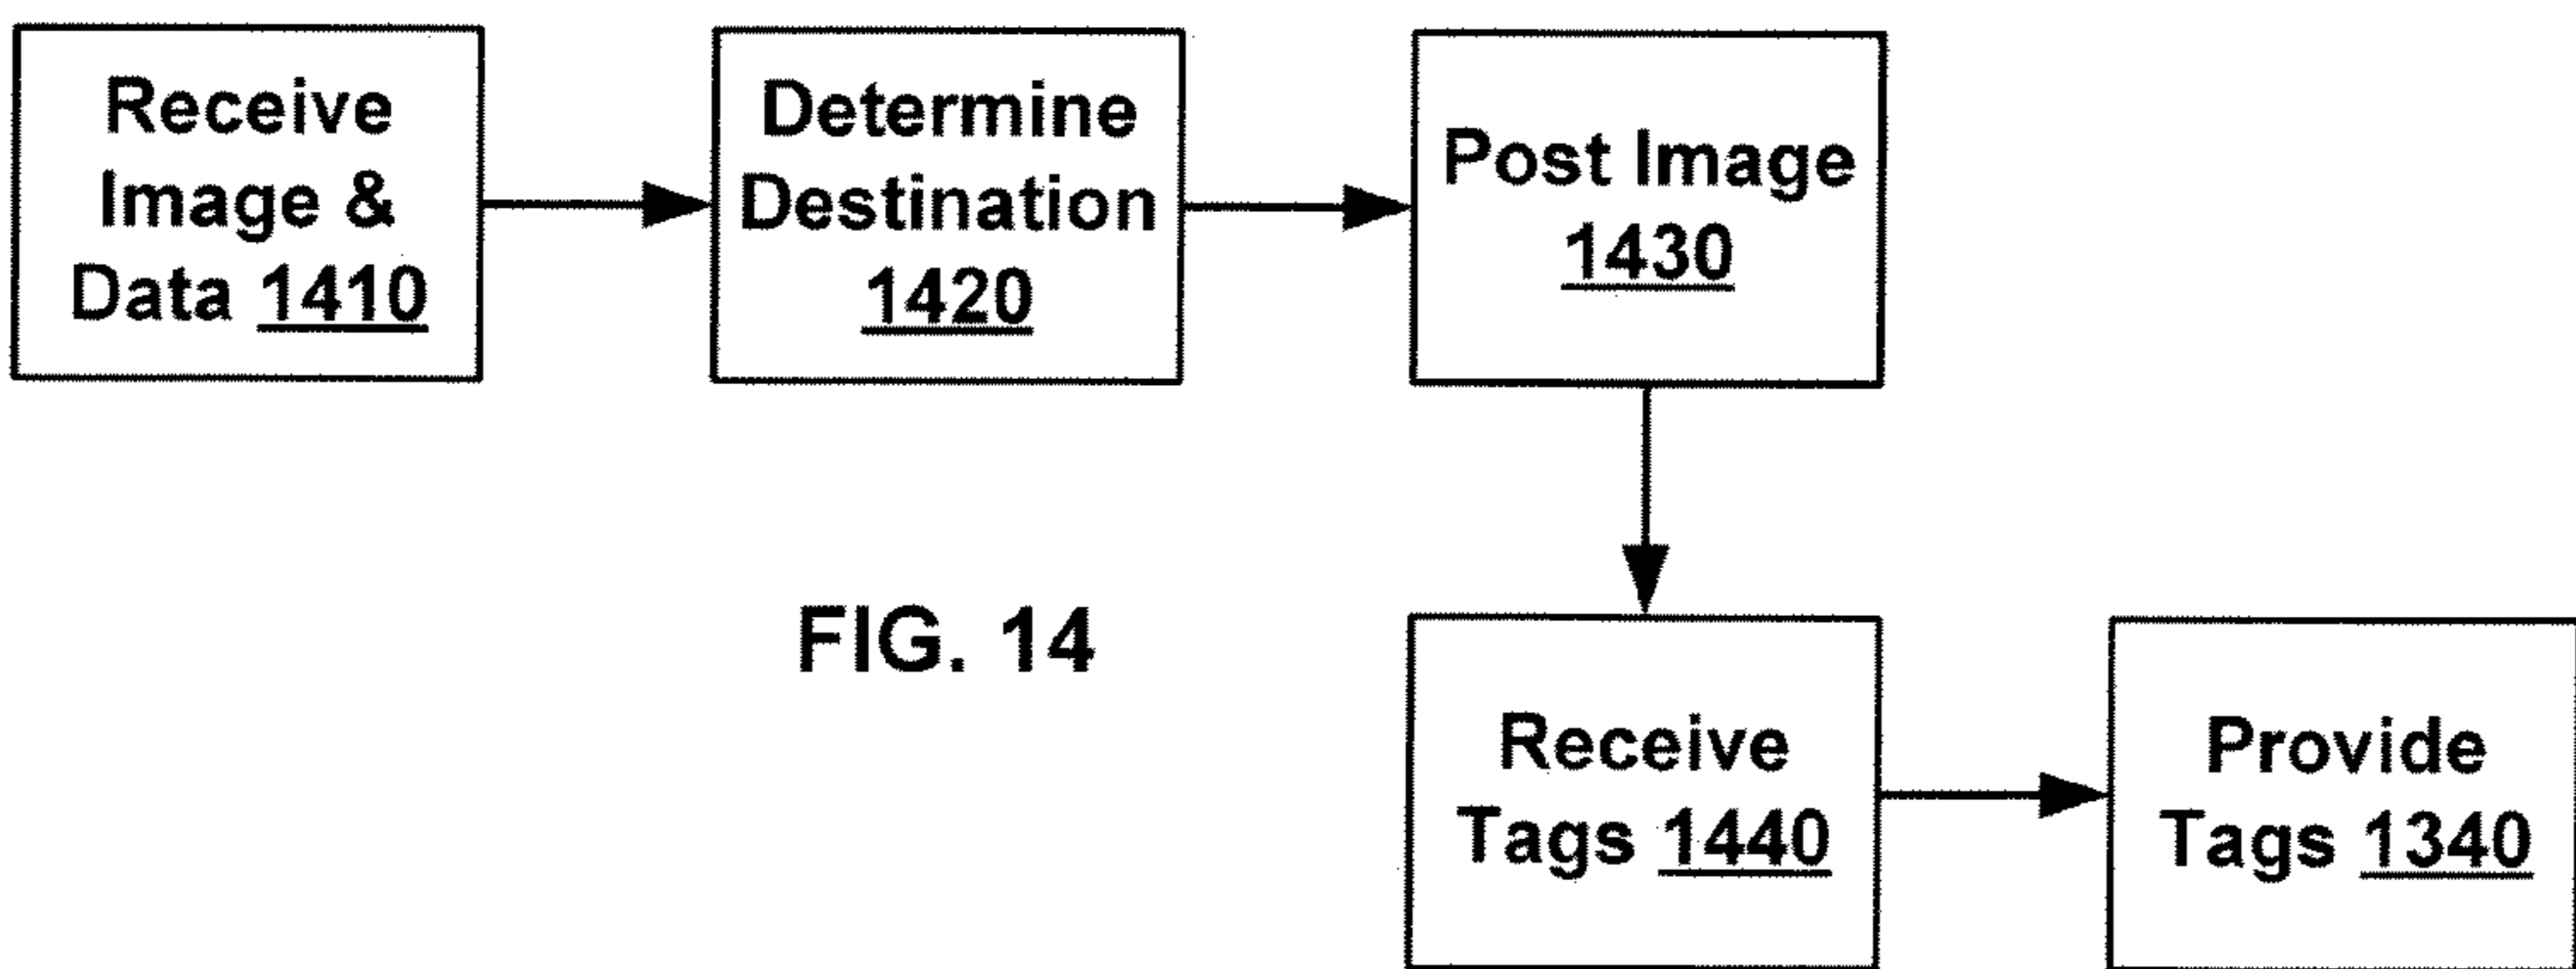 Receive
Image &
Data 1410
Determine
Destination
1420
Post Image
1430
FIG. 14
Receive
Tags 1440
Provide
Tags 1340